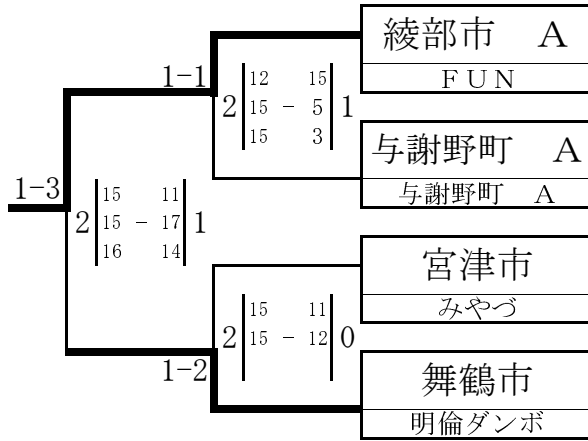 綾部市　A
ＦＵＮ
1-1
2 12 15 1
15 - 5
15 3
与謝野町　A
与謝野町　A
1-3
2 15 11 1
15 - 17
16 14
宮津市
みやづ
2 15 11 0
15 - 12
1-2
舞鶴市
明倫ダンボ